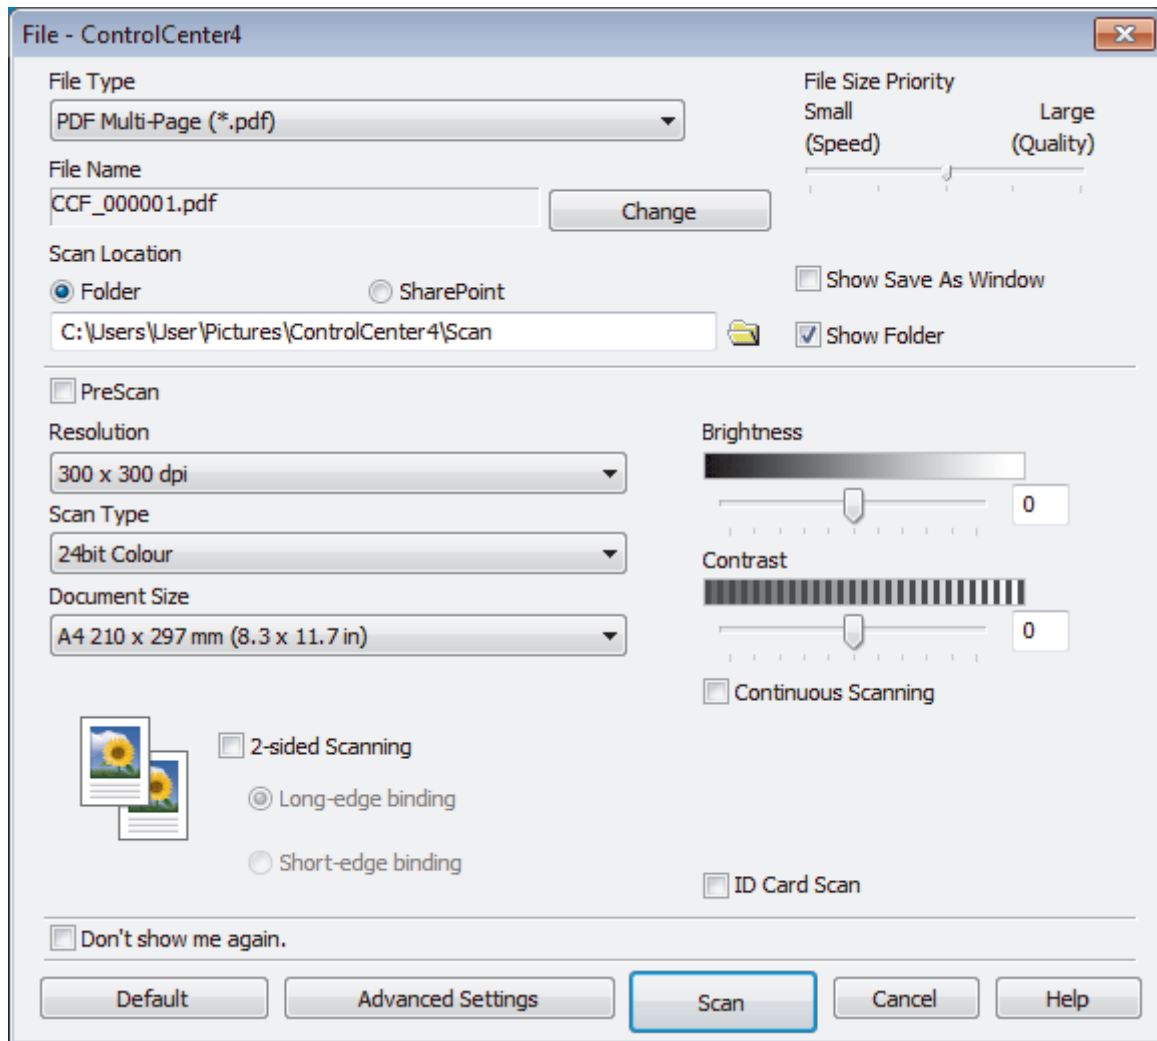 File - ControlCenter4
File Type
PDF Multi-Page (*.pdf)
File Name
CCF_000001.pdf
Change
File Size Priority
Small Large
(Speed) (Quality)
Scan Location
Folder SharePoint
C:\Users\User\Pictures\ControlCenter4\Scan
Show Save As Window
Show Folder
PreScan
Resolution
300 x 300 dpi
Scan Type
24bit Colour
Document Size
A4 210 x 297 mm (8.3 x 11.7 in)
Brightness
0
Contrast
0
Continuous Scanning
2-sided Scanning
Long-edge binding
Short-edge binding
ID Card Scan
Don't show me again.
Default Advanced Settings Scan Cancel Help